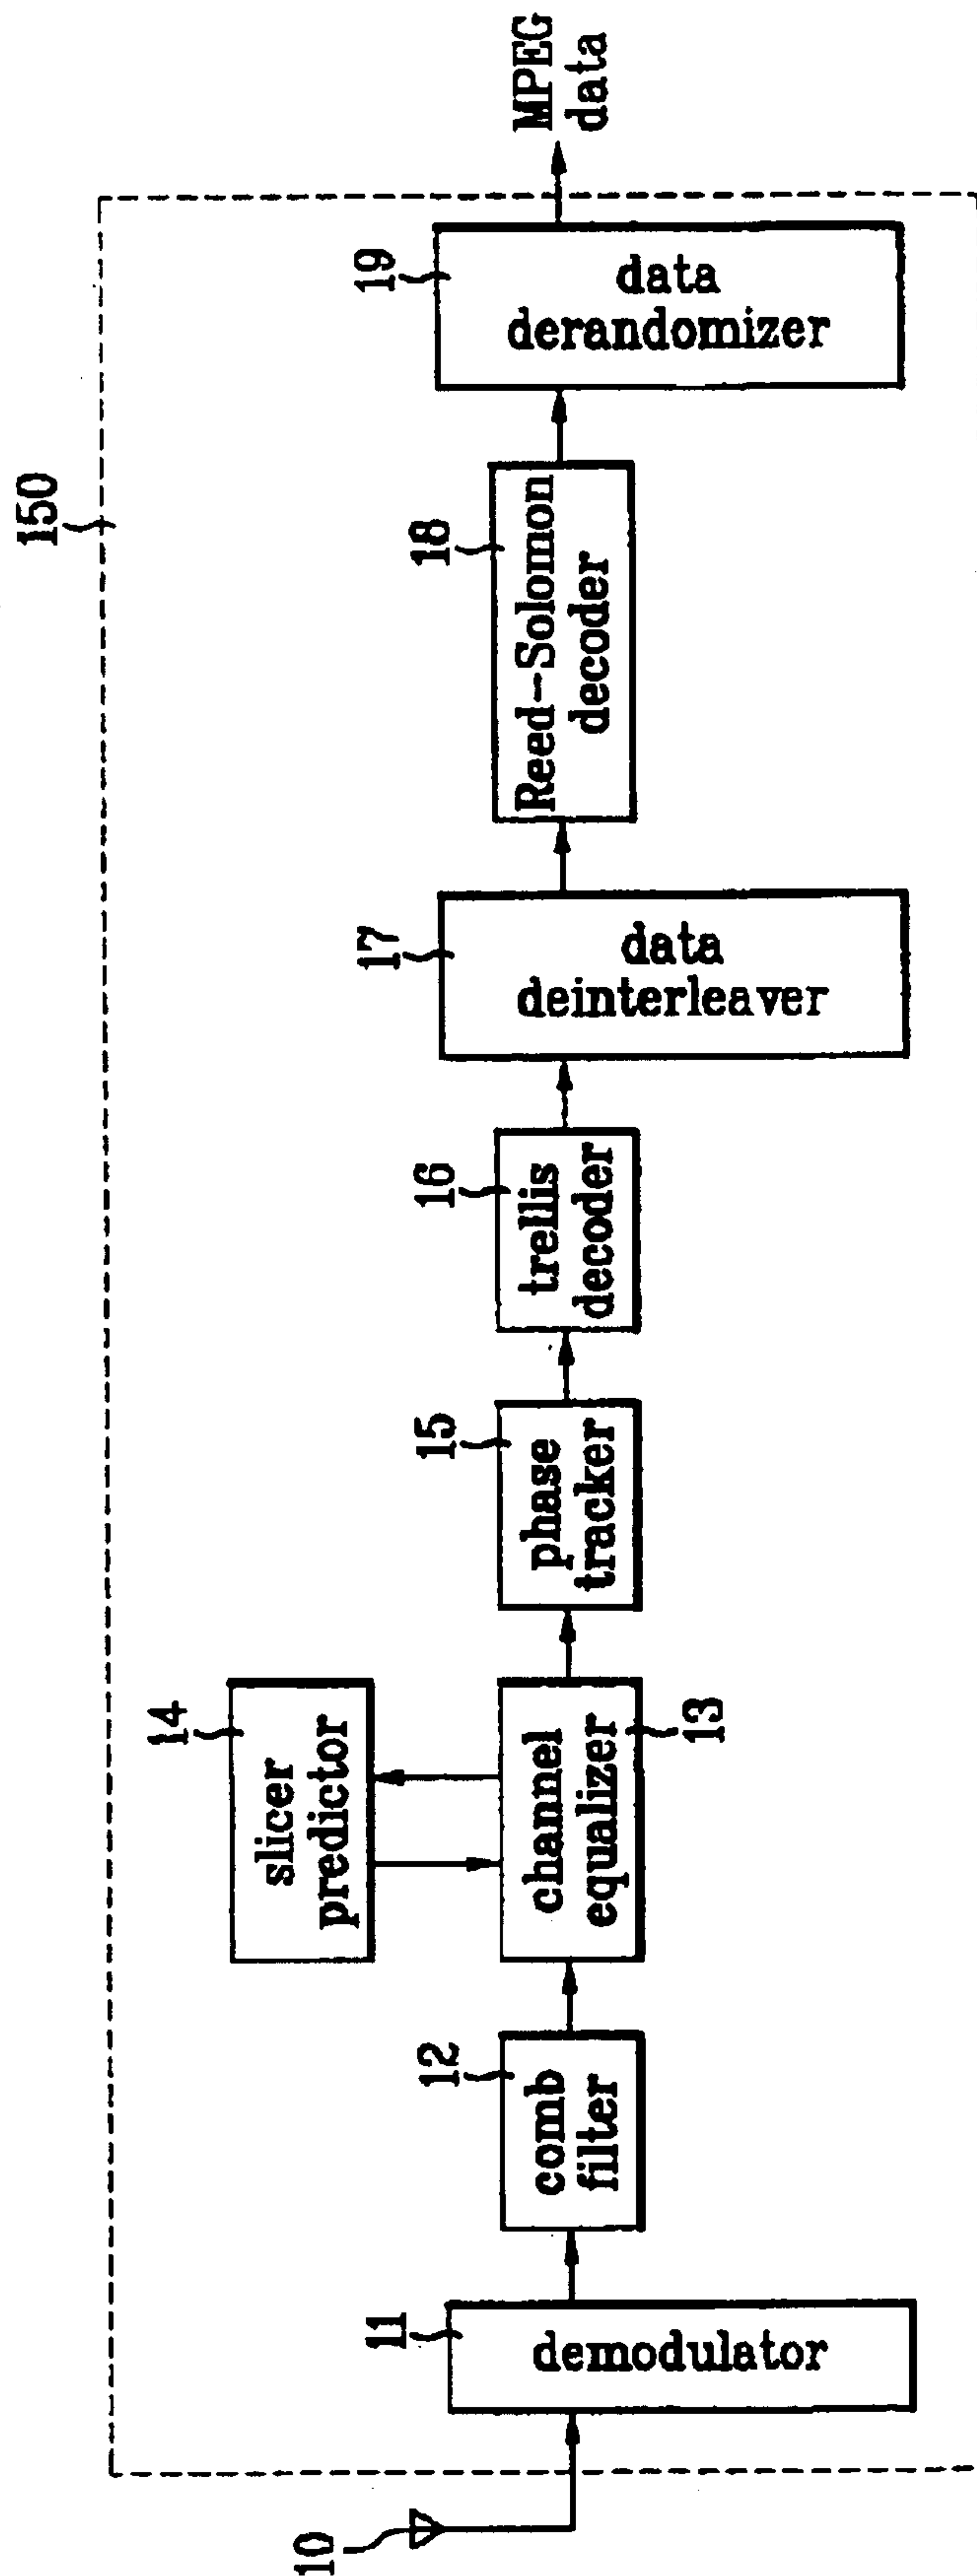 150
14
slicer
predictor
10
11
demodulator
12
comb
filter
13
channel
equalizer
15
phase
tracker
16
trellis
decoder
17
data
deinterleaver
18
Reed-Solomon
decoder
19
data
derandomizer
MPEG
data